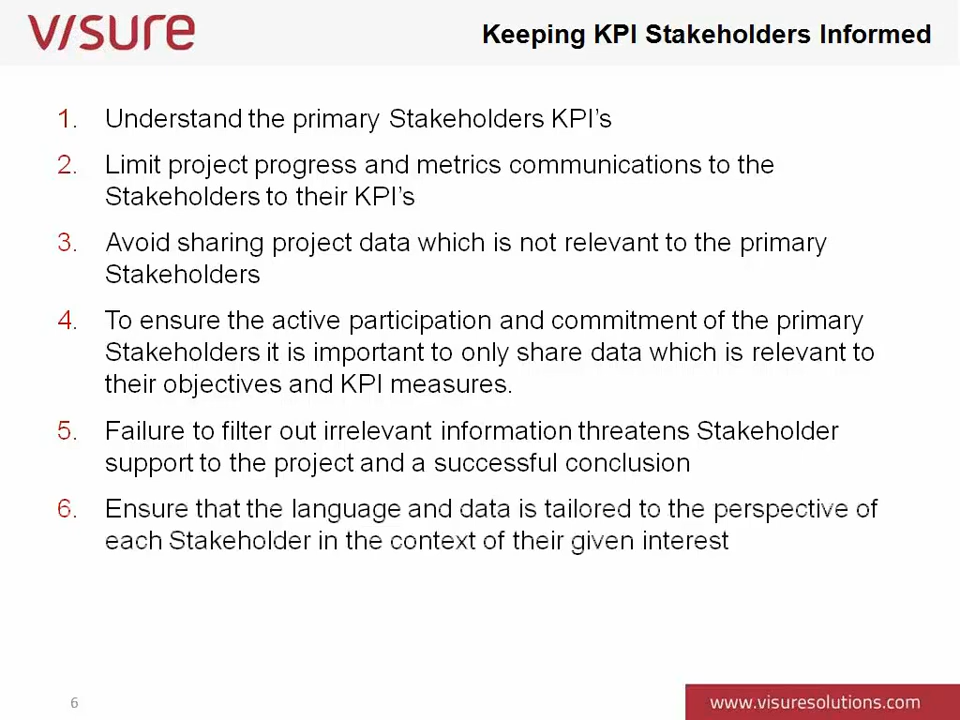 visure
Keeping KPI Stakeholders Informed
1. Understand the primary Stakeholders KPI's
2. Limit project progress and metrics communications to the
Stakeholders to their KPI's
3. Avoid sharing project data which is not relevant to the primary
Stakeholders
4. To ensure the active participation and commitment of the primary
Stakeholders it is important to only share data which is relevant to
their objectives and KPI measures.
5. Failure to filter out irrelevant information threatens Stakeholder
support to the project and a successful conclusion
6. Ensure that the language and data is tailored to the perspective of
each Stakeholder in the context of their given interest
6
www.visuresolutions.com